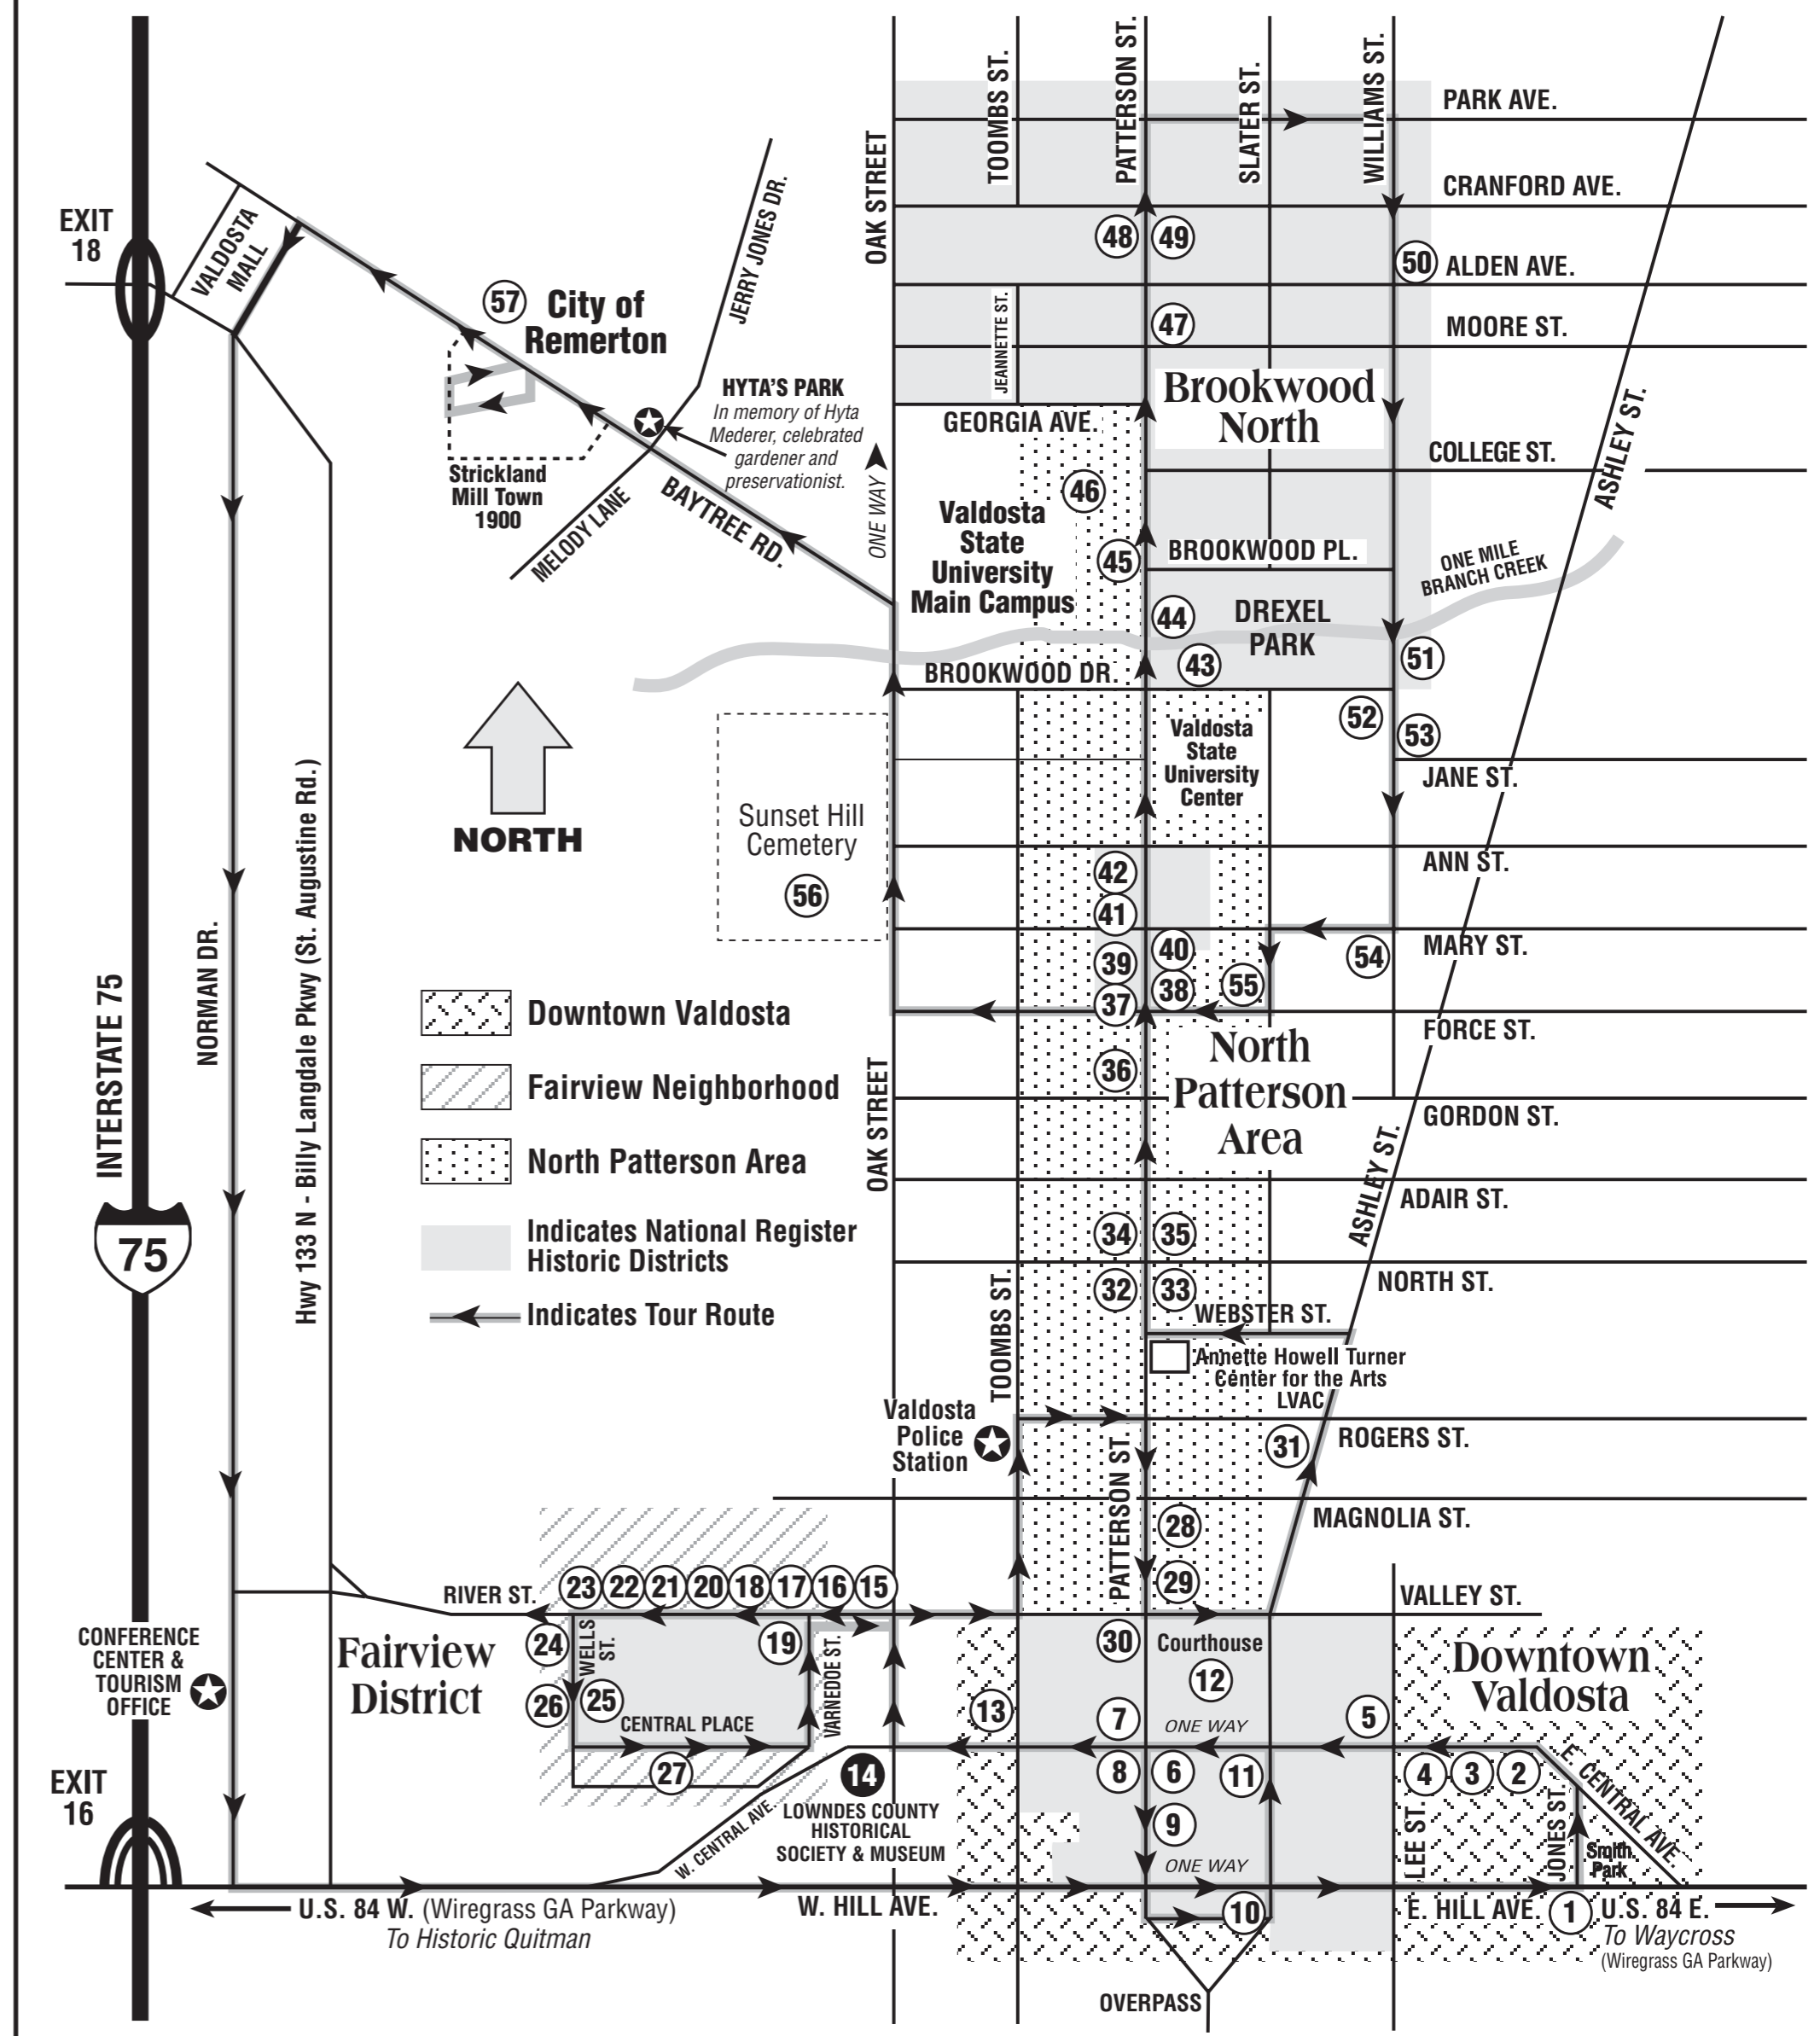 TOOMBS ST.
PATTERSON ST.
SLATER ST.
WILLIAMS ST.
PARK AVE.
OAK STREET
CRANFORD AVE.
JERRY JONES DR.
EXIT
18
VALDOSTA
MALL
48
49
50
ALDEN AVE.
57
City of
Remerton
JEANNETTE ST.
47
MOORE ST.
HYTA'S PARK
In memory of Hyta
Mederer, celebrated
gardener and
preservationist.
Brookwood
North
GEORGIA AVE.
ASHLEY ST.
COLLEGE ST.
Strickland
Mill Town
1900
MELODY LANE
BAYTREE RD.
ONE WAY
46
Valdosta
State
University
Main Campus
45
BROOKWOOD PL.
ONE MILE
BRANCH CREEK
44
DREXEL
PARK
43
51
BROOKWOOD DR.
52
53
Valdosta
State
University
Center
JANE ST.
NORTH
Sunset Hill
Cemetery
56
ANN ST.
42
41
MARY ST.
40
39
54
55
38
37
FORCE ST.
INTERSTATE 75
NORMAN DR.
Hwy 133 N - Billy Langdale Pkwy (St. Augustine Rd.)
Downtown Valdosta
Fairview Neighborhood
North Patterson Area
Indicates National Register
Historic Districts
Indicates Tour Route
75
North
Patterson
Area
36
OAK STREET
GORDON ST.
ASHLEY ST.
ADAIR ST.
34
35
NORTH ST.
32
33
TOOMBS ST.
WEBSTER ST.
Annette Howell Turner
Center for the Arts
LVAC
Valdosta
Police
Station
PATTERSON ST.
31
ROGERS ST.
MAGNOLIA ST.
28
29
RIVER ST.
23
22
21
20
18
17
16
15
VALLEY ST.
CONFERENCE
CENTER &
TOURISM
OFFICE
Fairview
District
24
WELLS
ST.
19
VARNEDOE ST.
30
Courthouse
12
Downtown
Valdosta
26
25
CENTRAL PLACE
13
7
ONE WAY
5
EXIT
16
27
14
LOWNDES COUNTY
HISTORICAL
SOCIETY & MUSEUM
8
6
11
4
3
2
E. CENTRAL AVE.
W. CENTRAL AVE.
9
ONE WAY
LEE ST.
JONES ST.
Smith
Park
U.S. 84 W. (Wiregrass GA Parkway)
To Historic Quitman
W. HILL AVE.
10
E. HILL AVE.
1
U.S. 84 E.
To Waycross
(Wiregrass GA Parkway)
OVERPASS